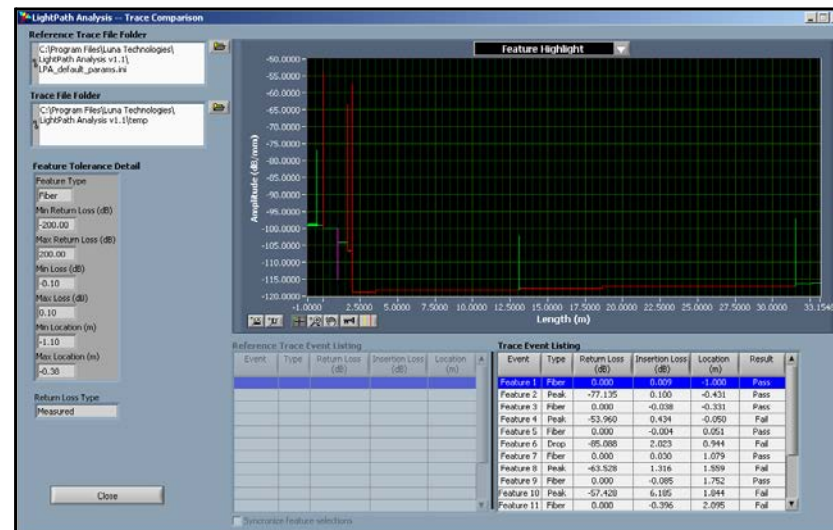 LightPath Analysis -- Trace Comparison
Reference Trace File Folder
C:\Program Files\Luna Technologies\
LightPath Analysis v1.1\
LPA_default_params.ini
Trace File Folder
C:\Program Files\Luna Technologies\
LightPath Analysis v1.1\temp
Feature Tolerance Detail
Feature Type
Fiber
Min Return Loss (dB)
-200.00
Max Return Loss (dB)
200.00
Min Loss (dB)
-0.10
Max Loss (dB)
0.10
Min Location (m)
-1.10
Max Location (m)
-0.38
Return Loss Type
Measured
Close
Feature Highlight
Amplitude (dB/mm)
-50.0000
-55.0000
-60.0000
-65.0000
-70.0000
-75.0000
-80.0000
-85.0000
-90.0000
-95.0000
-100.0000
-105.0000
-110.0000
-115.0000
-120.0000
-1.0000 2.5000 5.0000 7.5000 10.0000 12.5000 15.0000 17.5000 20.0000 22.5000 25.0000 27.5000 30.0000 33.1540
Length (m)
Reference Trace Event Listing
Event Type Return Loss (dB) Insertion Loss (dB) Location (m)
Syncronize feature selections
Trace Event Listing
Event Type Return Loss (dB) Insertion Loss (dB) Location (m) Result
Feature 1 Fiber 0.000 0.009 -1.000 Pass
Feature 2 Peak -77.135 0.100 -0.431 Pass
Feature 3 Fiber 0.000 -0.038 -0.331 Pass
Feature 4 Peak -53.960 0.434 -0.050 Fail
Feature 5 Fiber 0.000 -0.004 0.051 Pass
Feature 6 Drop -85.088 2.023 0.944 Fail
Feature 7 Fiber 0.000 0.030 1.079 Pass
Feature 8 Peak -63.528 1.316 1.559 Fail
Feature 9 Fiber 0.000 -0.085 1.752 Pass
Feature 10 Peak -57.428 6.185 1.844 Fail
Feature 11 Fiber 0.000 -0.396 2.095 Fail